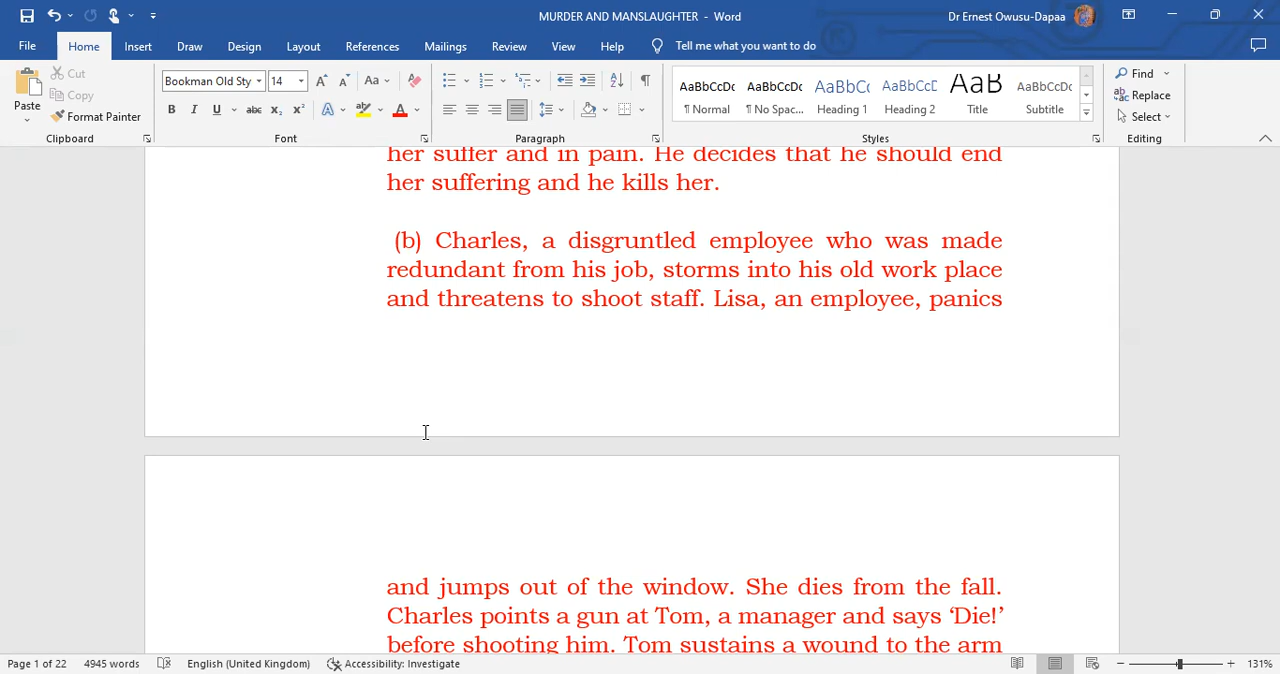 MURDER AND MANSLAUGHTER - Word
Dr Ernest Owusu-Dapaa
File Home Insert Draw Design Layout References Mailings Review View Help Tell me what you want to do
Paste
Cut
Copy
Format Painter
Clipboard
Bookman Old Sty 14
Font
Paragraph
AaBbCcDc AaBbCcDc AaBbCc AaBbCcC AaB AaBbCcDc
¶ Normal ¶ No Spac... Heading 1 Heading 2 Title Subtitle
Styles
Find
Replace
Select
Editing
her suffer and in pain. He decides that he should end
her suffering and he kills her.
(b) Charles, a disgruntled employee who was made
redundant from his job, storms into his old work place
and threatens to shoot staff. Lisa, an employee, panics
and jumps out of the window. She dies from the fall.
Charles points a gun at Tom, a manager and says ‘Die!’
before shooting him. Tom sustains a wound to the arm
Page 1 of 22 4945 words English (United Kingdom) Accessibility: Investigate 131%